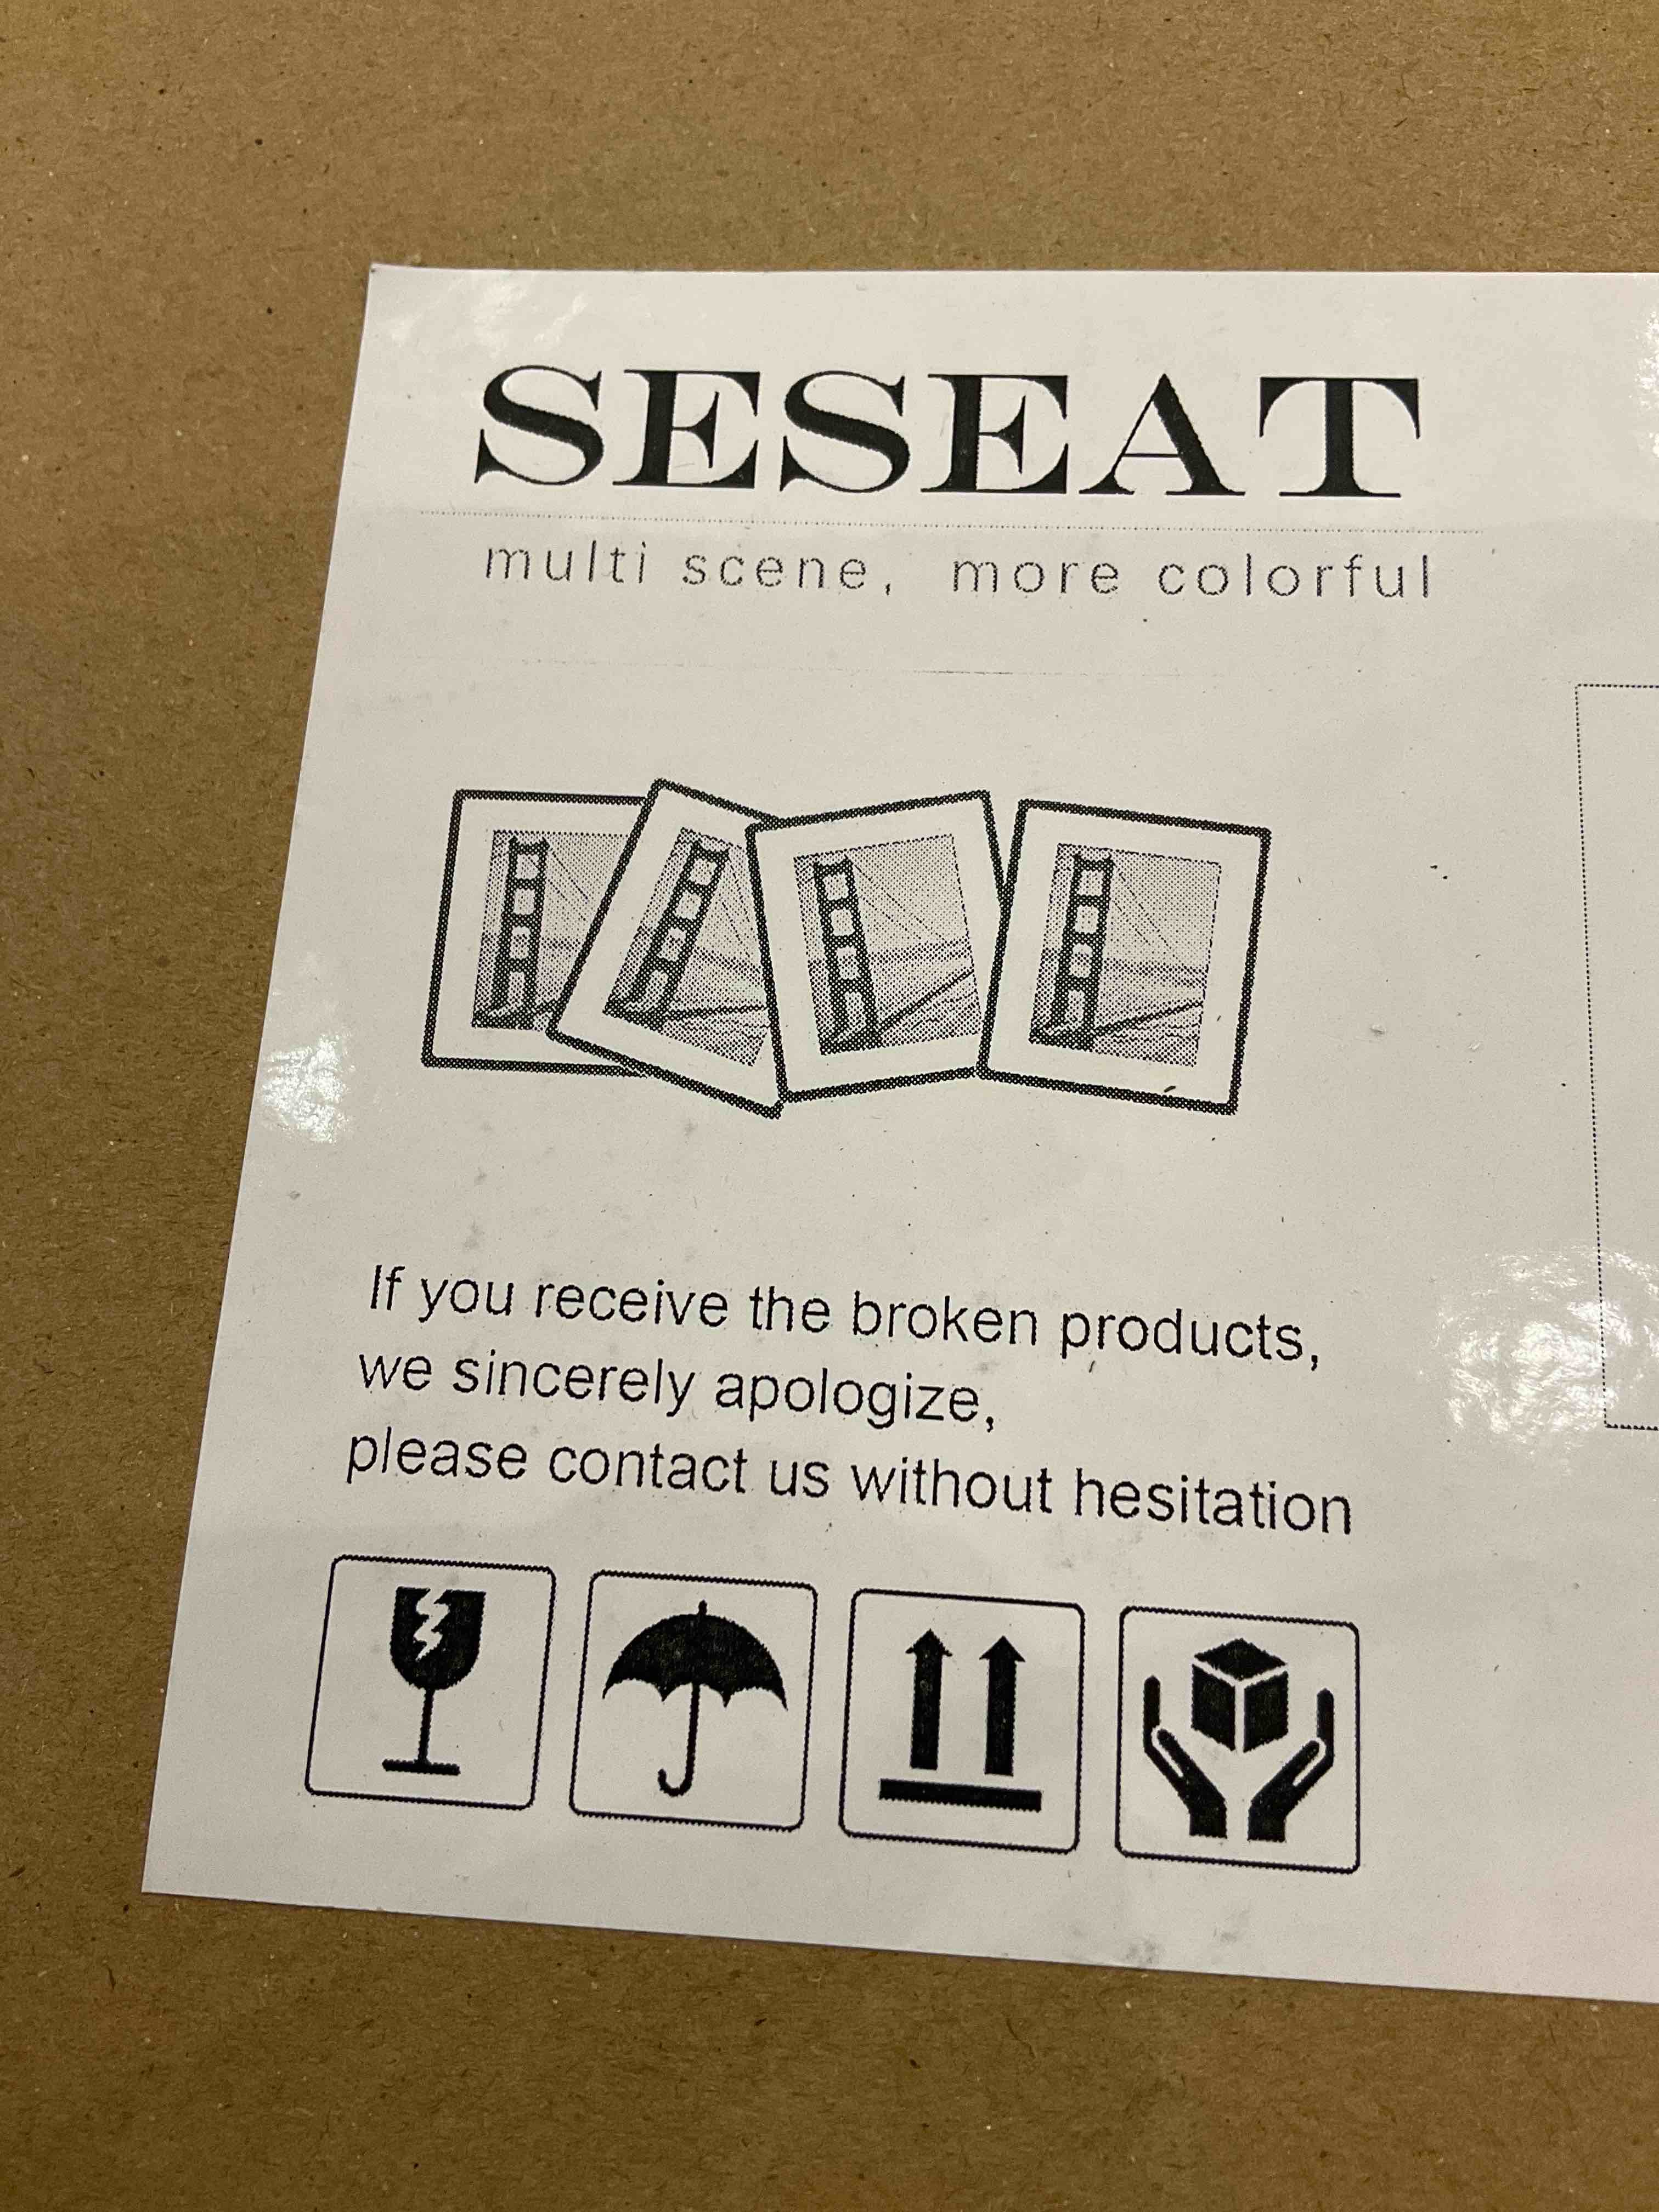 SESEAT
multi scene, more colorful
If you receive the broken products,
we sincerely apologize,
please contact us without hesitation